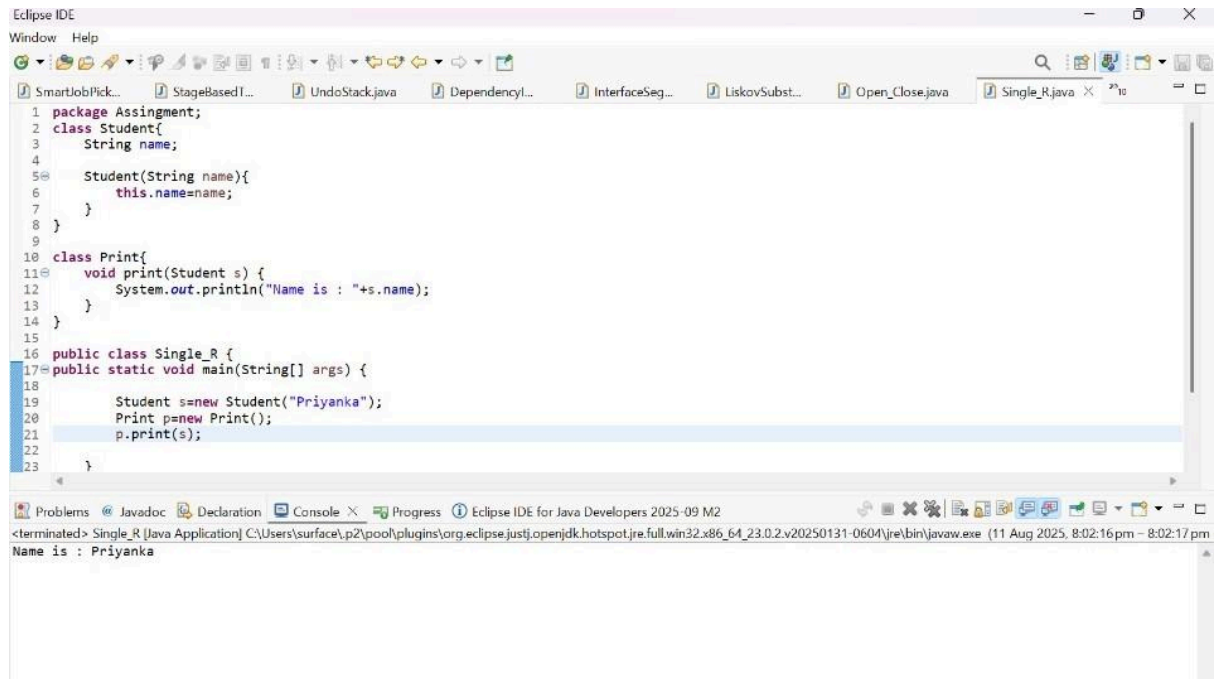 Eclipse IDE
Window Help
SmartJobPick... StageBasedT... UndoStack.java DependencyI... InterfaceSeg... LiskovSubst... Open_Close.java Single_R.java 10
1 package Assingment;
2 class Student{
3 String name;
4
5 Student(String name){
6 this.name=name;
7 }
8 }
9
10 class Print{
11 void print(Student s) {
12 System.out.println("Name is : "+s.name);
13 }
14 }
15
16 public class Single_R {
17 public static void main(String[] args) {
18
19 Student s=new Student("Priyanka");
20 Print p=new Print();
21 p.print(s);
22
23 }
Problems Javadoc Declaration Console Progress Eclipse IDE for Java Developers 2025-09 M2
<terminated> Single_R [Java Application] C:\Users\surface\.p2\pool\plugins\org.eclipse.justj.openjdk.hotspot.jre.full.win32.x86_64_23.0.2.v20250131-0604\jre\bin\javaw.exe (11 Aug 2025, 8:02:16 pm – 8:02:17 pm
Name is : Priyanka